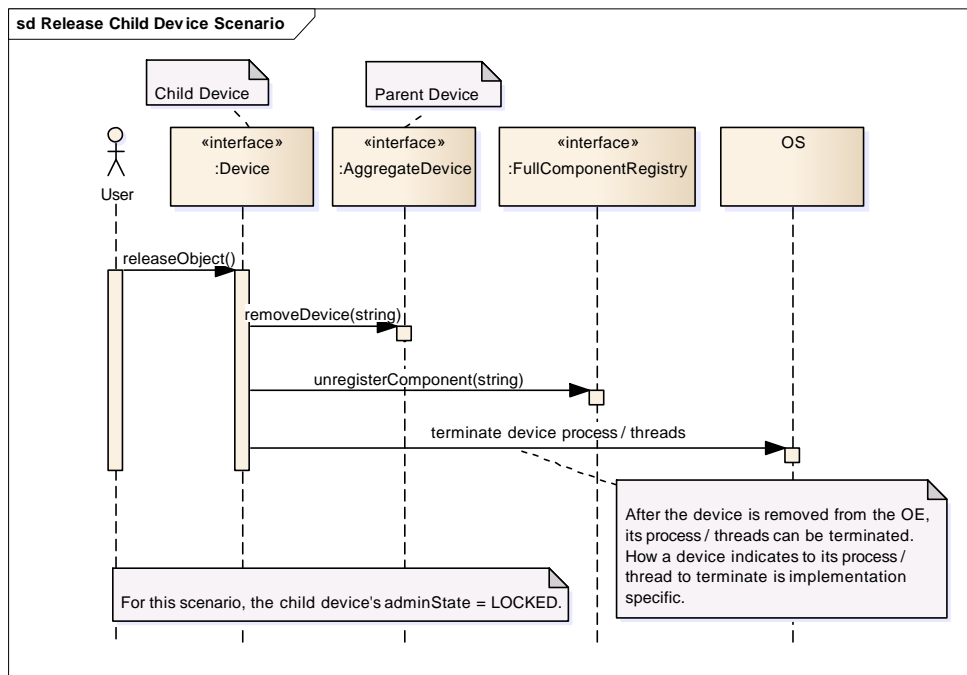 sd Release Child Device Scenario
Child Device
Parent Device
User
«interface»
:Device
«interface»
:AggregateDevice
«interface»
:FullComponentRegistry
OS
releaseObject()
removeDevice(string)
unregisterComponent(string)
terminate device process / threads
After the device is removed from the OE,
its process / threads can be terminated.
How a device indicates to its process /
thread to terminate is implementation
specific.
For this scenario, the child device's adminState = LOCKED.